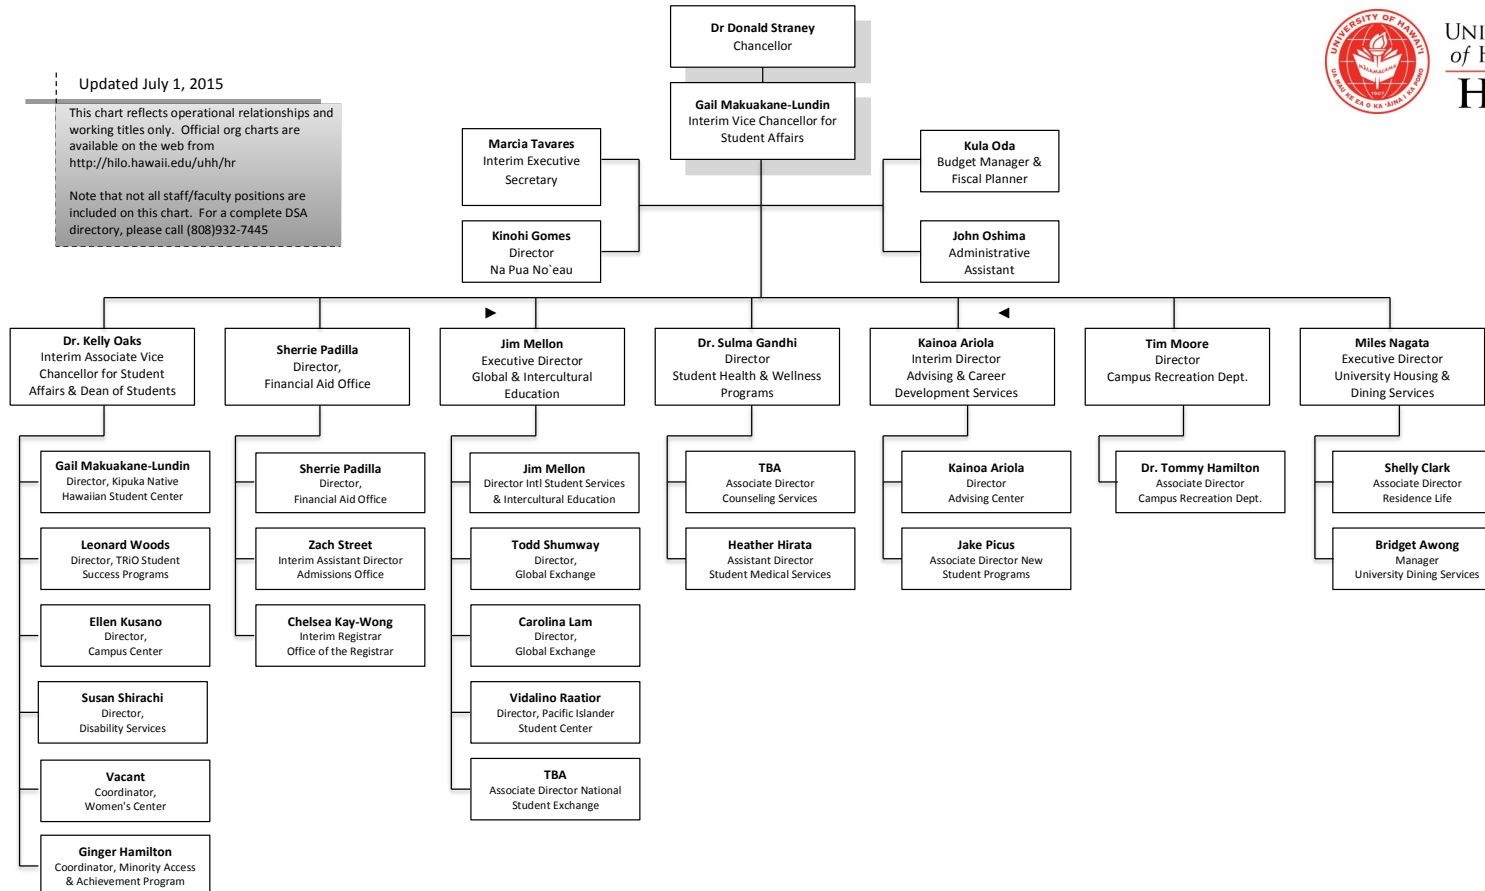 Dr Donald Straney
Chancellor
UNIVERSITY OF HAWAI'I
UA MAU KE EA O KA 'ĀINA I KA PONO
1907
UNI
of H
H
Updated July 1, 2015
This chart reflects operational relationships and
working titles only.  Official org charts are
available on the web from
http://hilo.hawaii.edu/uhh/hr
Note that not all staff/faculty positions are
included on this chart.  For a complete DSA
directory, please call (808)932-7445
Gail Makuakane-Lundin
Interim Vice Chancellor for
Student Affairs
Marcia Tavares
Interim Executive
Secretary
Kula Oda
Budget Manager &
Fiscal Planner
Kinohi Gomes
Director
Na Pua No`eau
John Oshima
Administrative
Assistant
Dr. Kelly Oaks
Interim Associate Vice
Chancellor for Student
Affairs & Dean of Students
Sherrie Padilla
Director,
Financial Aid Office
Jim Mellon
Executive Director
Global & Intercultural
Education
Dr. Sulma Gandhi
Director
Student Health & Wellness
Programs
Kainoa Ariola
Interim Director
Advising & Career
Development Services
Tim Moore
Director
Campus Recreation Dept.
Miles Nagata
Executive Director
University Housing &
Dining Services
Gail Makuakane-Lundin
Director, Kipuka Native
Hawaiian Student Center
Leonard Woods
Director, TRiO Student
Success Programs
Ellen Kusano
Director,
Campus Center
Susan Shirachi
Director,
Disability Services
Vacant
Coordinator,
Women's Center
Ginger Hamilton
Coordinator, Minority Access
& Achievement Program
Sherrie Padilla
Director,
Financial Aid Office
Zach Street
Interim Assistant Director
Admissions Office
Chelsea Kay-Wong
Interim Registrar
Office of the Registrar
Jim Mellon
Director Intl Student Services
& Intercultural Education
Todd Shumway
Director,
Global Exchange
Carolina Lam
Director,
Global Exchange
Vidalino Raatior
Director, Pacific Islander
Student Center
TBA
Associate Director National
Student Exchange
TBA
Associate Director
Counseling Services
Heather Hirata
Assistant Director
Student Medical Services
Kainoa Ariola
Director
Advising Center
Jake Picus
Associate Director New
Student Programs
Dr. Tommy Hamilton
Associate Director
Campus Recreation Dept.
Shelly Clark
Associate Director
Residence Life
Bridget Awong
Manager
University Dining Services